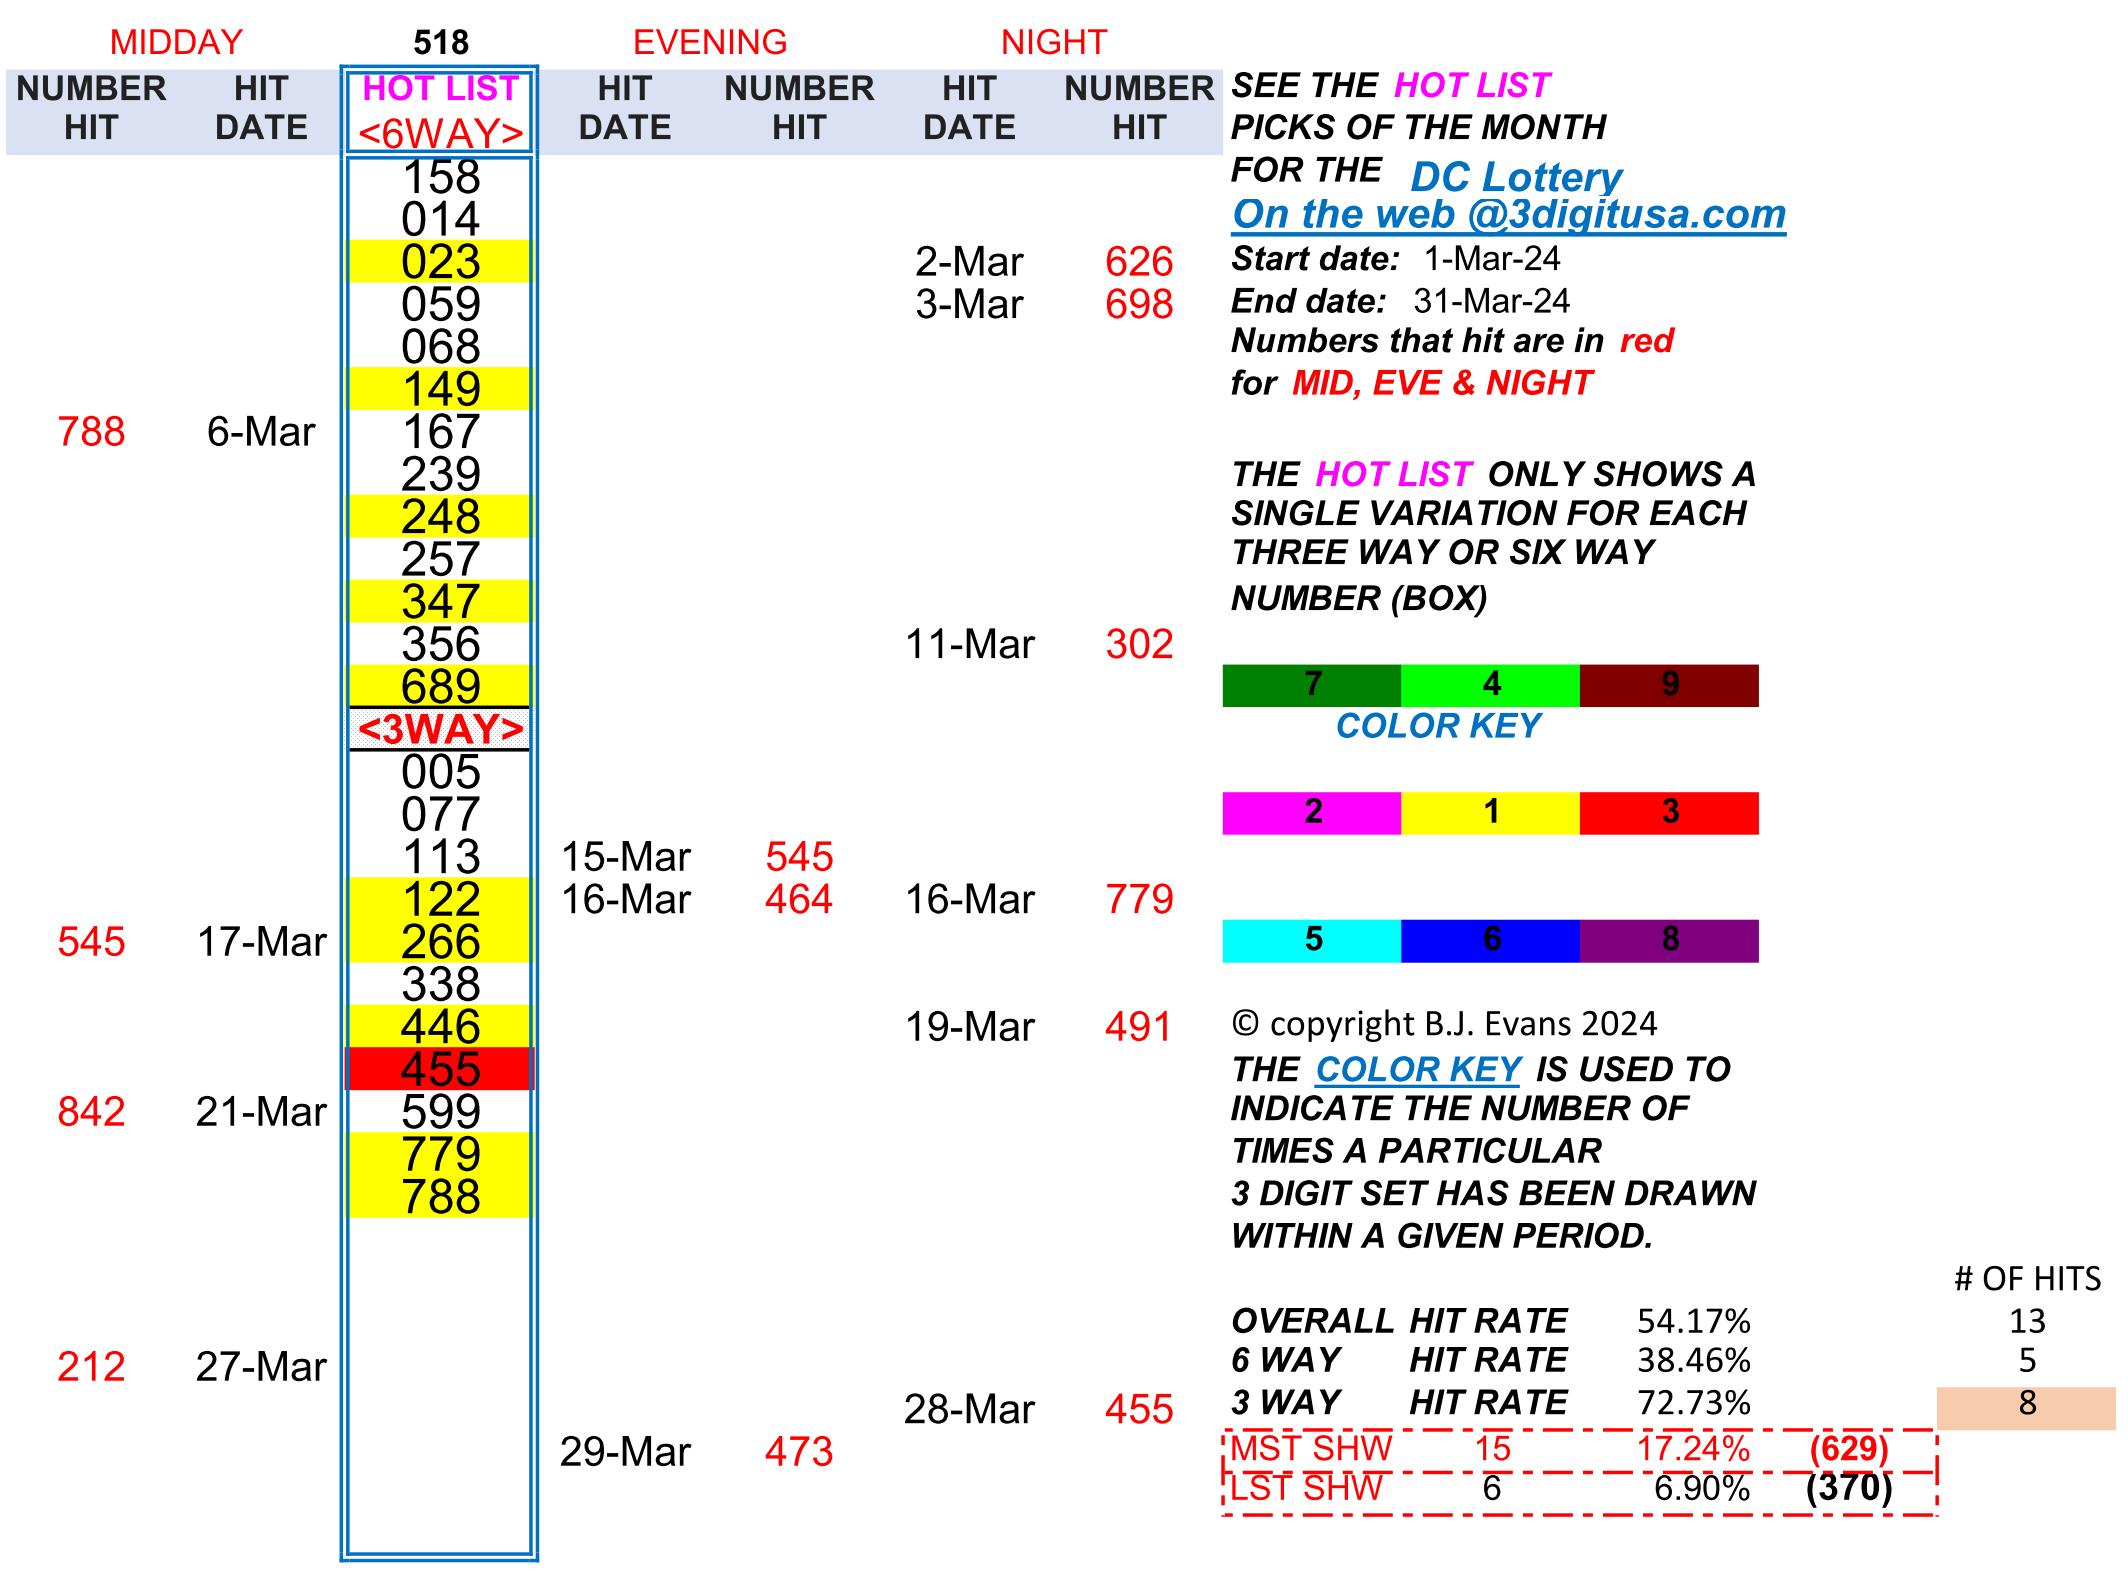 MIDDAY 518 EVENING NIGHT
NUMBER HIT HOT LIST HIT NUMBER HIT NUMBER SEE THE HOT LIST
HIT DATE <6WAY> DATE HIT DATE HIT PICKS OF THE MONTH
158 FOR THE DC Lottery
014 On the web @3digitusa.com
023 2-Mar 626 Start date: 1-Mar-24
059 3-Mar 698 End date: 31-Mar-24
068 Numbers that hit are in red
149 for MID, EVE & NIGHT
788 6-Mar 167
239 THE HOT LIST ONLY SHOWS A
248 SINGLE VARIATION FOR EACH
257 THREE WAY OR SIX WAY
347 NUMBER (BOX)
356 11-Mar 302
689 7 4 9
<3WAY> COLOR KEY
005
077 2 1 3
113 15-Mar 545
122 16-Mar 464 16-Mar 779
545 17-Mar 266 5 6 8
338
446 19-Mar 491 © copyright B.J. Evans 2024
455 THE COLOR KEY IS USED TO
842 21-Mar 599 INDICATE THE NUMBER OF
779 TIMES A PARTICULAR
788 3 DIGIT SET HAS BEEN DRAWN
WITHIN A GIVEN PERIOD.
# OF HITS
OVERALL HIT RATE 54.17% 13
212 27-Mar 6 WAY HIT RATE 38.46% 5
28-Mar 455 3 WAY HIT RATE 72.73% 8
29-Mar 473 MST SHW 15 17.24% (629)
LST SHW 6 6.90% (370)